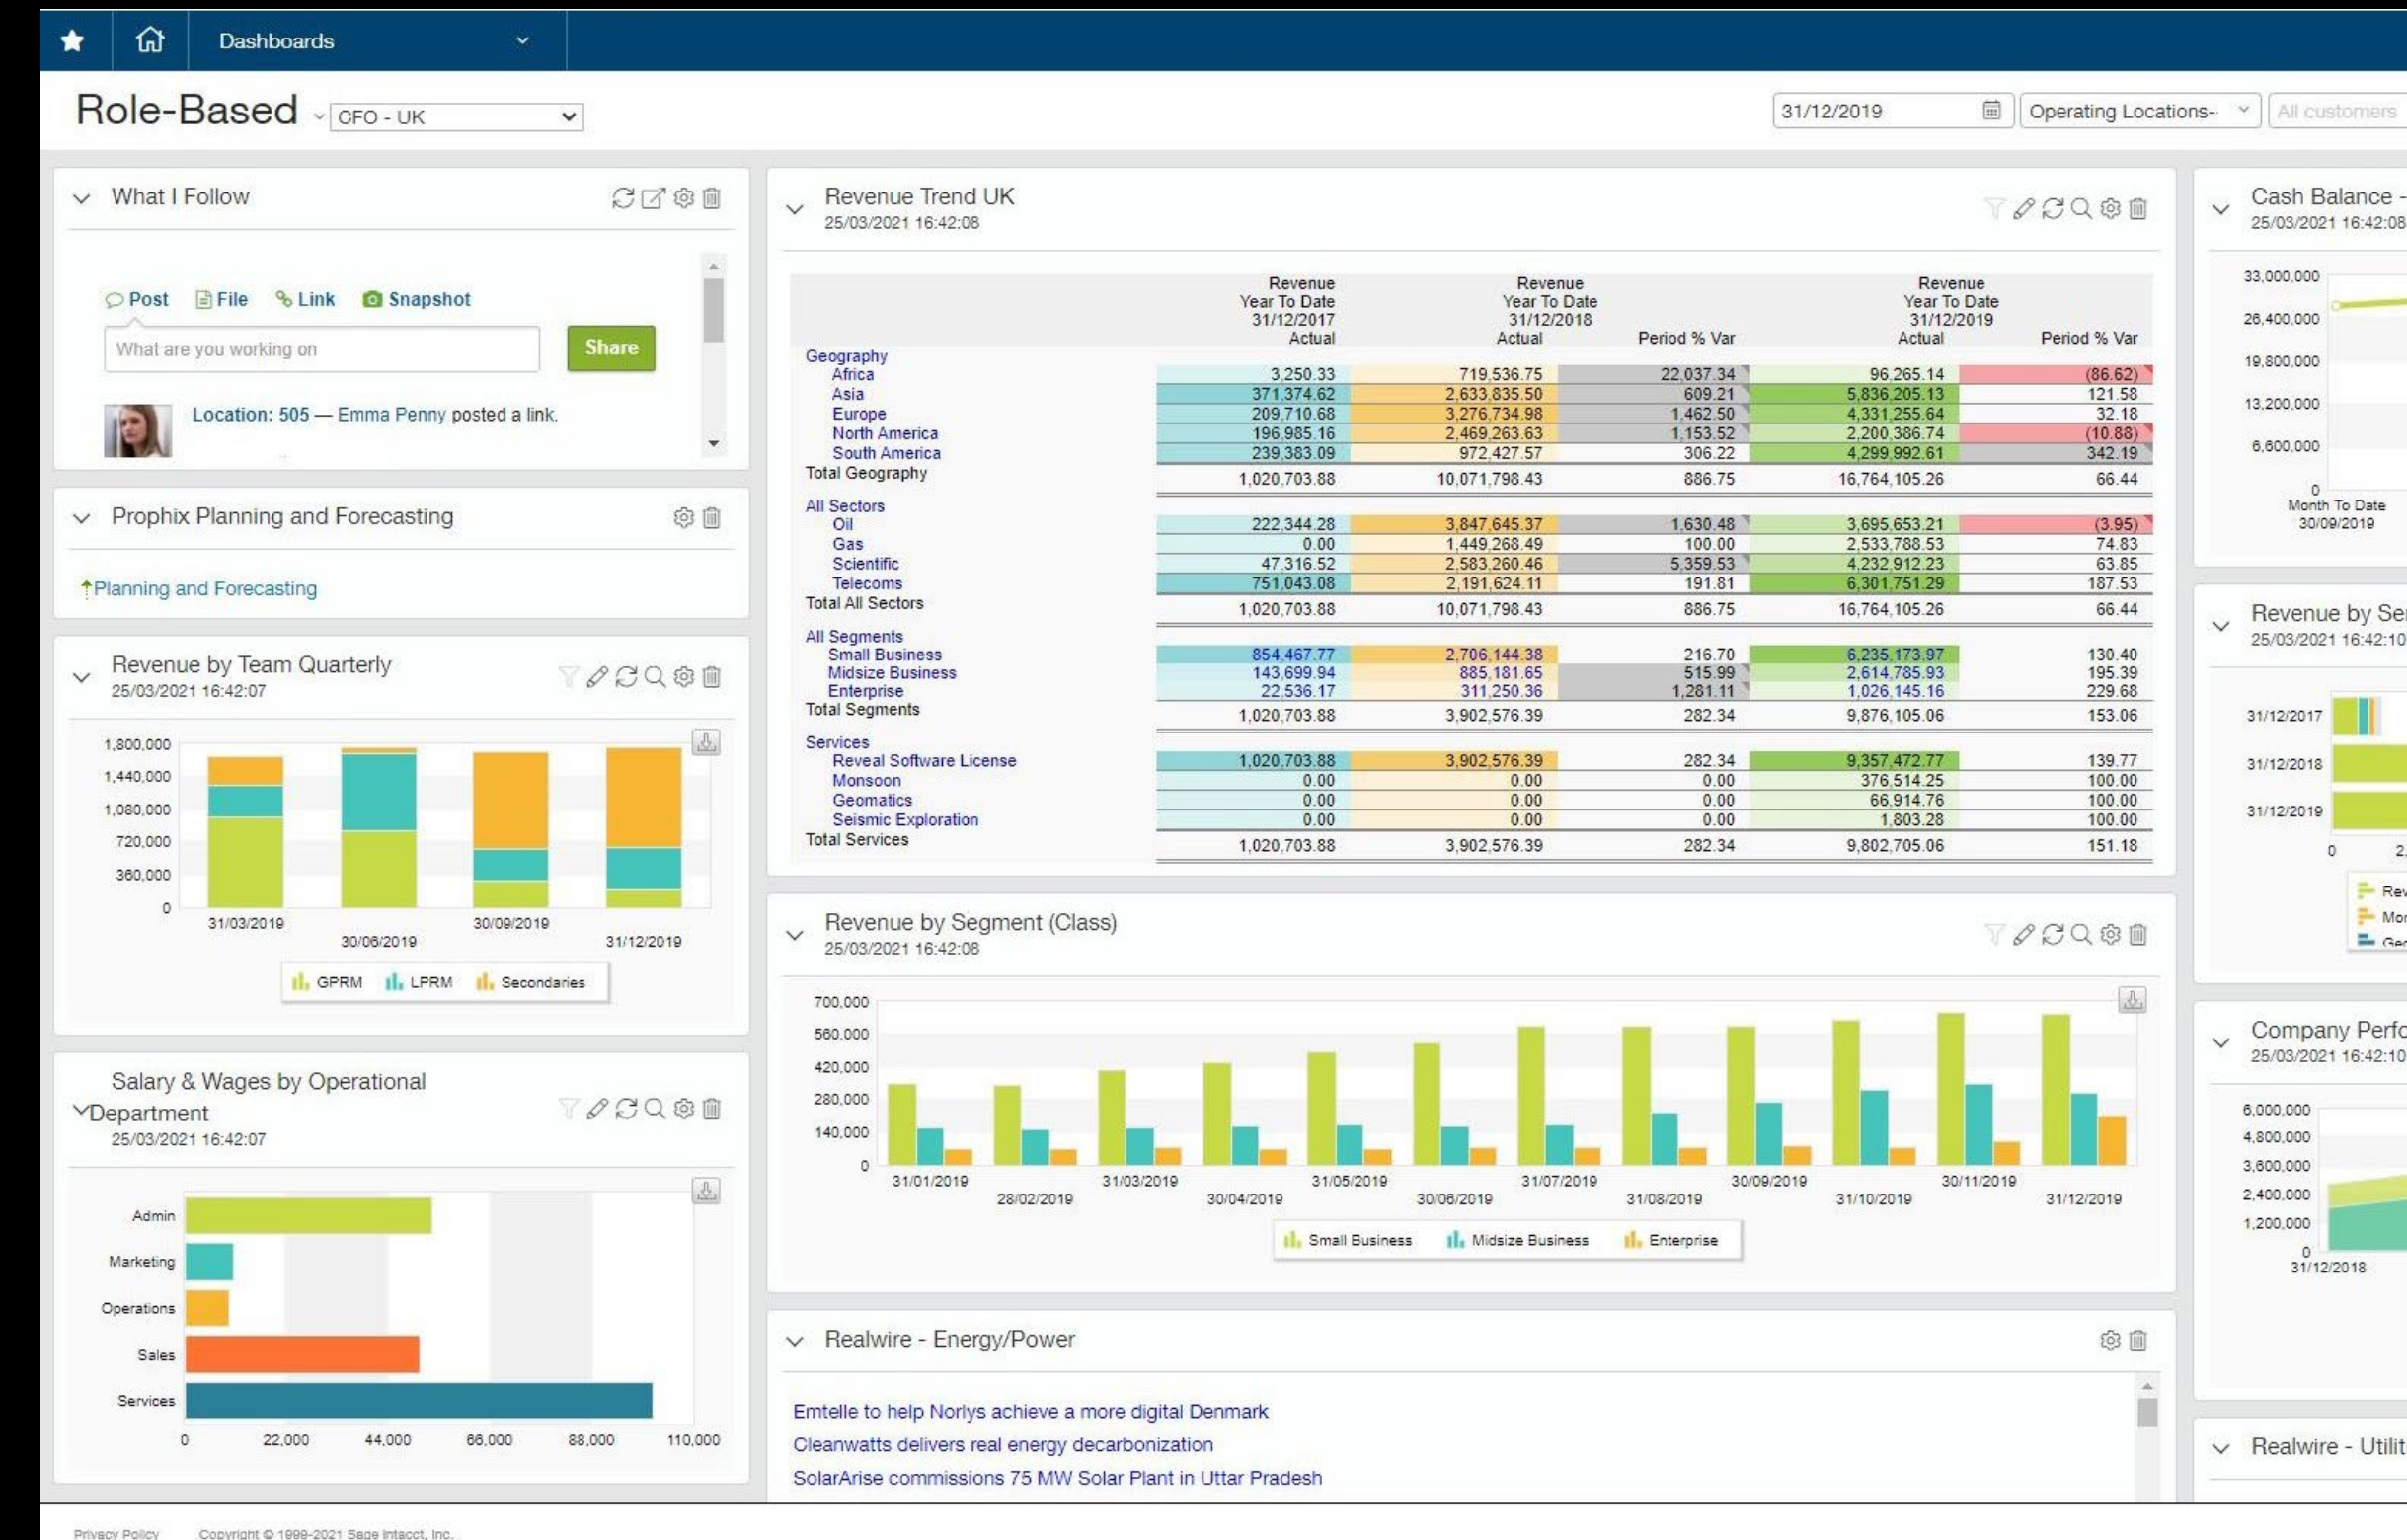 Dashboards
Role-Based
CFO - UK
31/12/2019
Operating Locations-
All customers
What I Follow
Post File Link Snapshot
What are you working on
Share
Location: 505 — Emma Penny posted a link.
Prophix Planning and Forecasting
Planning and Forecasting
Revenue by Team Quarterly
25/03/2021 16:42:07
1,800,000
1,440,000
1,080,000
720,000
360,000
0
31/03/2019
30/06/2019
30/09/2019
31/12/2019
GPRM LPRM Secondaries
Salary & Wages by Operational
Department
25/03/2021 16:42:07
Admin
Marketing
Operations
Sales
Services
0 22,000 44,000 66,000 88,000 110,000
Revenue Trend UK
25/03/2021 16:42:08
Revenue Revenue Revenue
Year To Date Year To Date Year To Date
31/12/2017 31/12/2018 31/12/2019
Actual Actual Period % Var Actual Period % Var
Geography
Africa 3,250.33 719,536.75 22,037.34 96,265.14 (86.62)
Asia 371,374.62 2,633,835.50 609.21 5,836,205.13 121.58
Europe 209,710.68 3,276,734.98 1,462.50 4,331,255.64 32.18
North America 196,985.16 2,469,263.63 1,153.52 2,200,386.74 (10.88)
South America 239,383.09 972,427.57 306.22 4,299,992.61 342.19
Total Geography 1,020,703.88 10,071,798.43 886.75 16,764,105.26 66.44
All Sectors
Oil 222,344.28 3,847,645.37 1,630.48 3,695,653.21 (3.95)
Gas 0.00 1,449,268.49 100.00 2,533,788.53 74.83
Scientific 47,316.52 2,583,260.46 5,359.53 4,232,912.23 63.85
Telecoms 751,043.08 2,191,624.11 191.81 6,301,751.29 187.53
Total All Sectors 1,020,703.88 10,071,798.43 886.75 16,764,105.26 66.44
All Segments
Small Business 854,467.77 2,706,144.38 216.70 6,235,173.97 130.40
Midsize Business 143,699.94 885,181.65 515.99 2,614,785.93 195.39
Enterprise 22,536.17 311,250.36 1,281.11 1,026,145.16 229.68
Total Segments 1,020,703.88 3,902,576.39 282.34 9,876,105.06 153.06
Services
Reveal Software License 1,020,703.88 3,902,576.39 282.34 9,357,472.77 139.77
Monsoon 0.00 0.00 0.00 376,514.25 100.00
Geomatics 0.00 0.00 0.00 66,914.76 100.00
Seismic Exploration 0.00 0.00 0.00 1,803.28 100.00
Total Services 1,020,703.88 3,902,576.39 282.34 9,802,705.06 151.18
Revenue by Segment (Class)
25/03/2021 16:42:08
700,000
560,000
420,000
280,000
140,000
0
31/01/2019
28/02/2019
31/03/2019
30/04/2019
31/05/2019
30/06/2019
31/07/2019
31/08/2019
30/09/2019
31/10/2019
30/11/2019
31/12/2019
Small Business Midsize Business Enterprise
Realwire - Energy/Power
Emtelle to help Norlys achieve a more digital Denmark
Cleanwatts delivers real energy decarbonization
SolarArise commissions 75 MW Solar Plant in Uttar Pradesh
Cash Balance -
25/03/2021 16:42:08
33,000,000
26,400,000
19,800,000
13,200,000
6,600,000
0
Month To Date
30/09/2019
Revenue by Ser
25/03/2021 16:42:10
31/12/2017
31/12/2018
31/12/2019
0 2,
Rev
Mon
Geo
Company Perfo
25/03/2021 16:42:10
6,000,000
4,800,000
3,600,000
2,400,000
1,200,000
0
31/12/2018
Realwire - Utilit
Privacy Policy Copyright © 1999-2021 Sage Intacct, Inc.